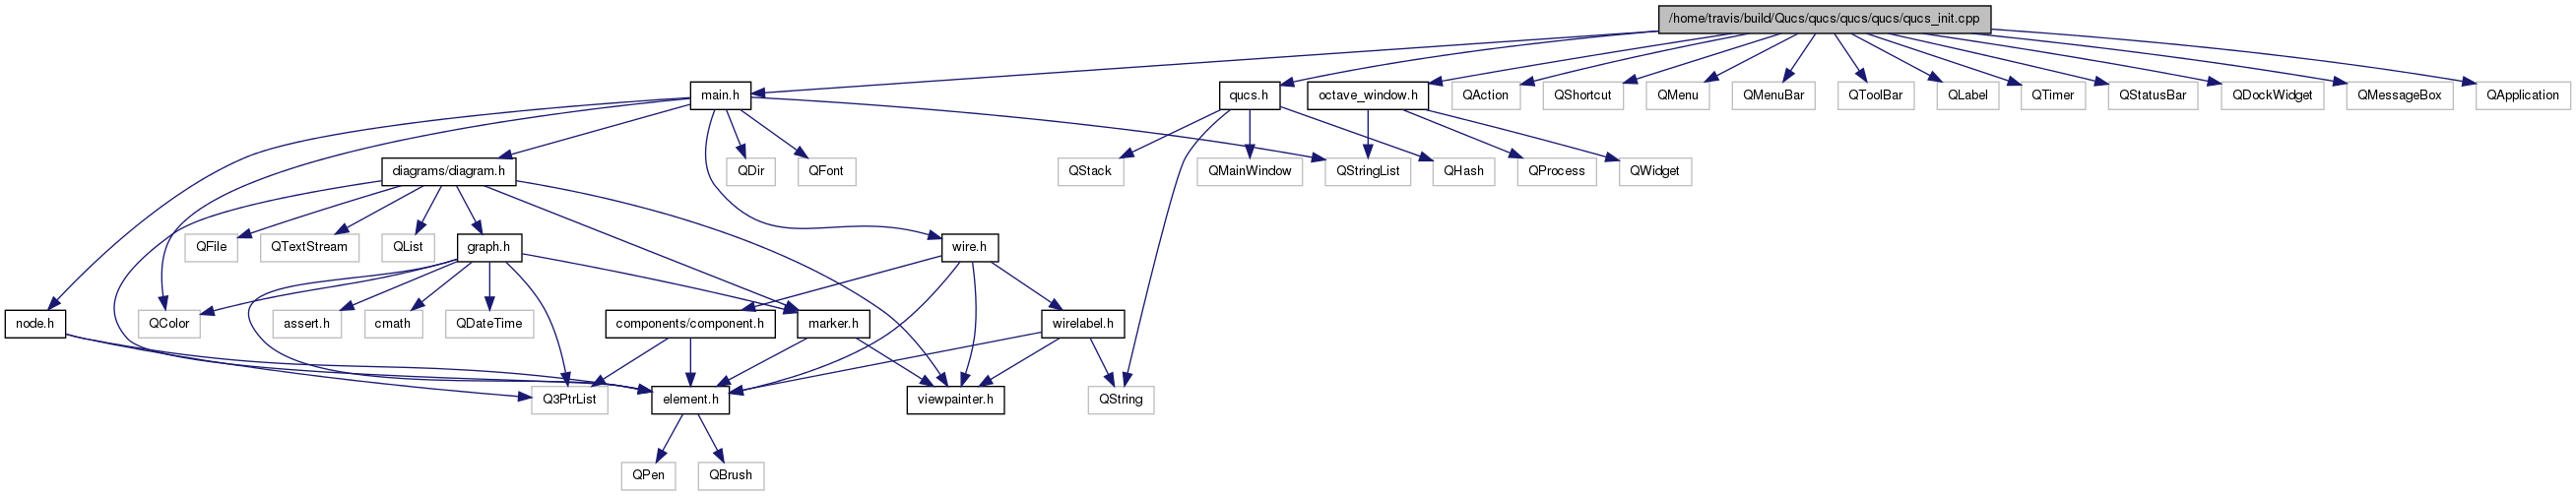 /home/travis/build/Qucs/qucs/qucs/qucs/qucs_init.cpp
main.h
qucs.h
octave_window.h
QAction
QShortcut
QMenu
QMenuBar
QToolBar
QLabel
QTimer
QStatusBar
QDockWidget
QMessageBox
QApplication
diagrams/diagram.h
QDir
QFont
QStack
QMainWindow
QStringList
QHash
QProcess
QWidget
QFile
QTextStream
QList
graph.h
wire.h
node.h
QColor
assert.h
cmath
QDateTime
components/component.h
marker.h
wirelabel.h
Q3PtrList
element.h
viewpainter.h
QString
QPen
QBrush